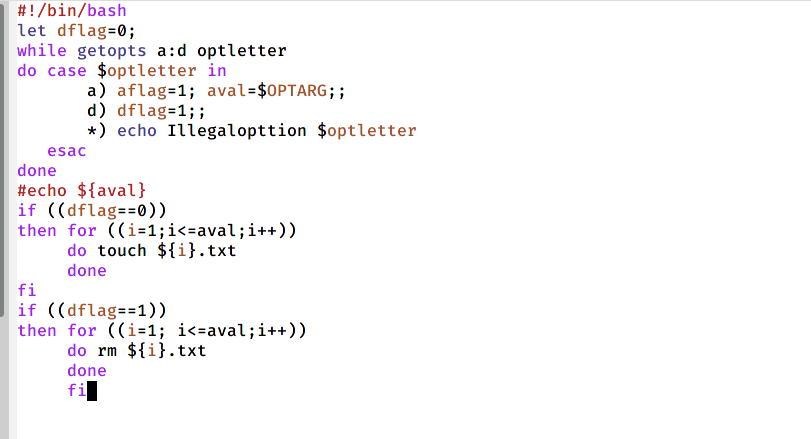 #!/bin/bash
let dflag=0;
while getopts a:d optletter
do case $optletter in
       a) aflag=1; aval=$OPTARG;;
       d) dflag=1;;
       *) echo Illegalopttion $optletter
   esac
done
#echo ${aval}
if ((dflag==0))
then for ((i=1;i<=aval;i++))
     do touch ${i}.txt
     done
fi
if ((dflag==1))
then for ((i=1; i<=aval;i++))
     do rm ${i}.txt
     done
     fi